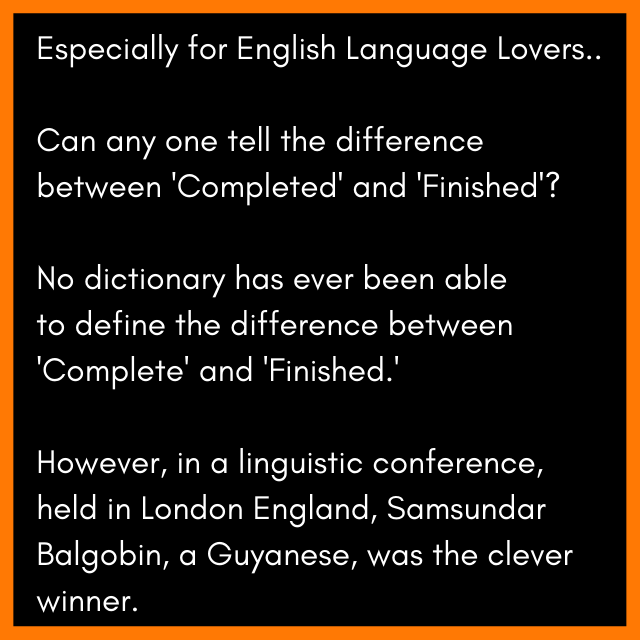 Especially for English Language Lovers..
Can any one tell the difference
between 'Completed' and 'Finished'?
No dictionary has ever been able
to define the difference between
'Complete' and 'Finished.'
However, in a linguistic conference,
held in London England, Samsundar
Balgobin, a Guyanese, was the clever
winner.